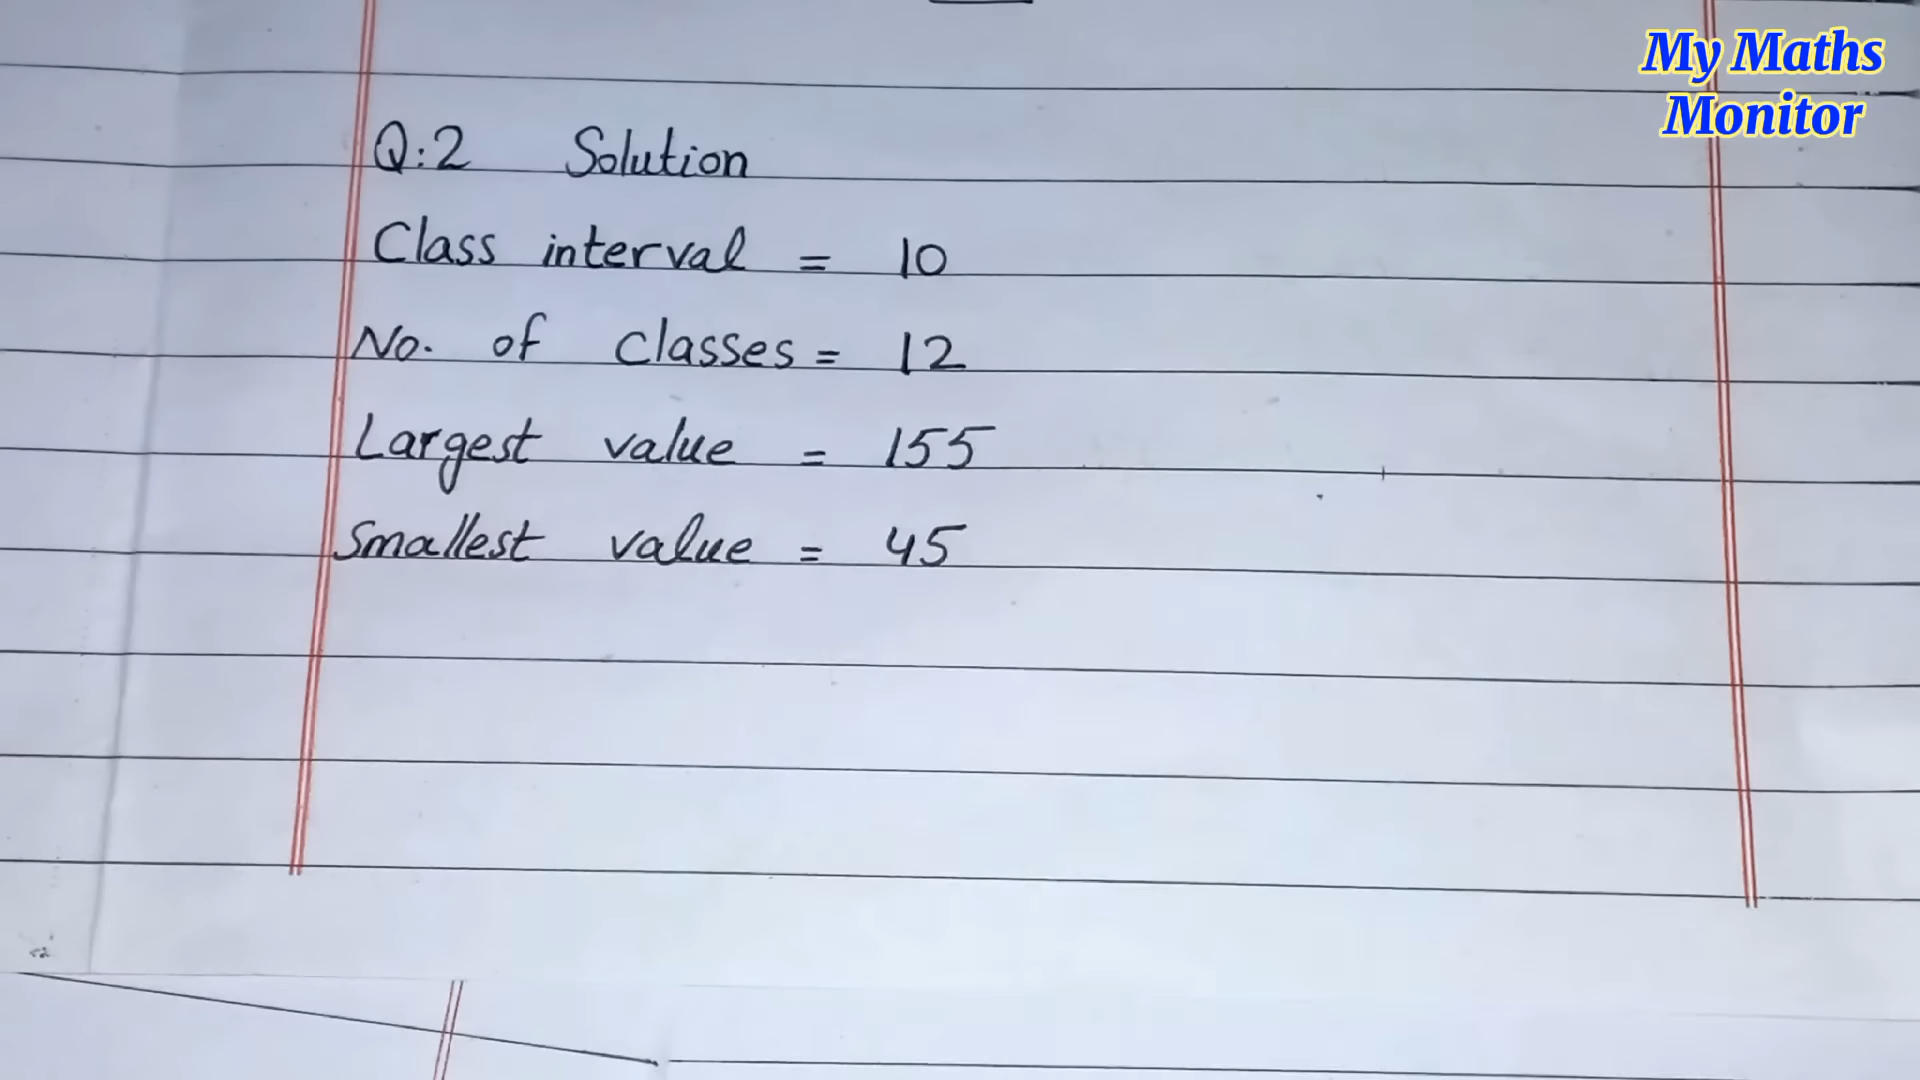 My Maths
Monitor
Q:2 Solution
Class interval = 10
No. of classes = 12
Largest value = 155
Smallest value = 45